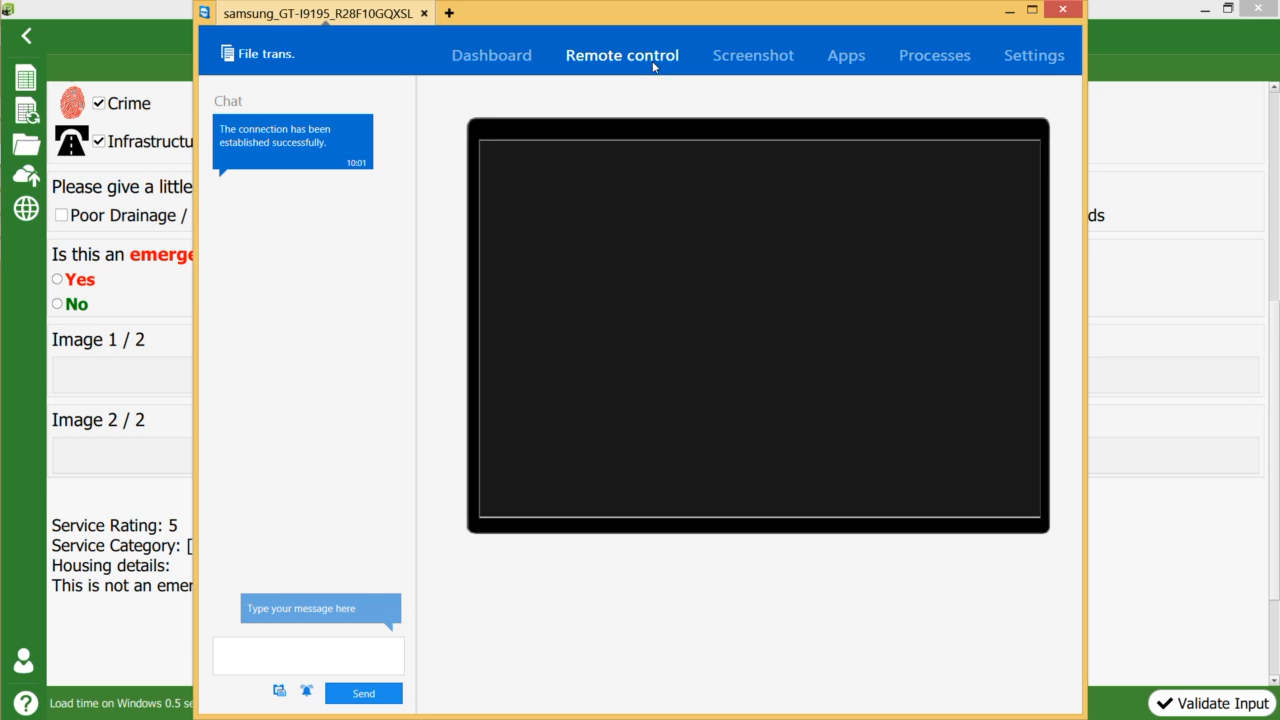 samsung_GT-I9195_R28F10GQXSL
File trans.
Dashboard
Remote control
Screenshot
Apps
Processes
Settings
Chat
The connection has been
established successfully.
10:01
Type your message here
Send
Crime
Infrastructu
Please give a little
Poor Drainage /
ds
Is this an emerge
Yes
No
Image 1 / 2
Image 2 / 2
Service Rating: 5
Service Category: [
Housing details:
This is not an emer
Load time on Windows 0.5 se
Validate Input